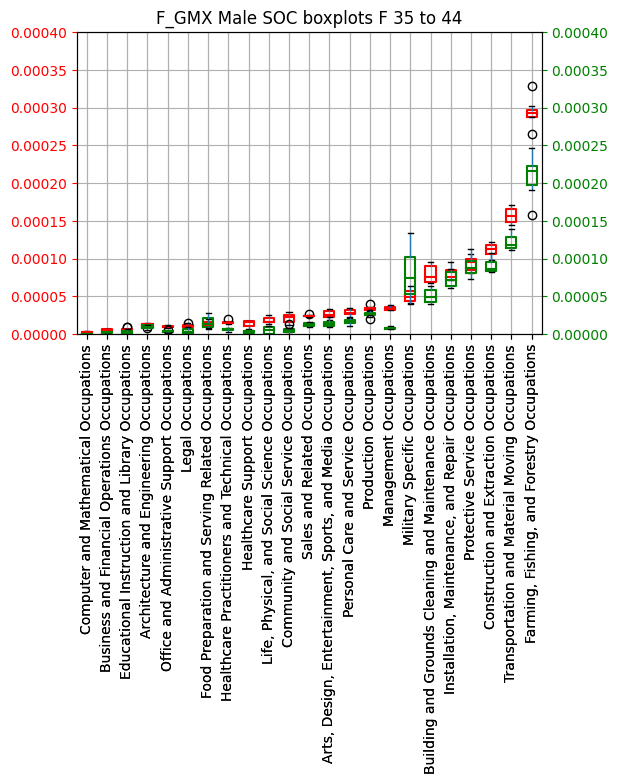 F_GMX Male SOC boxplots F 35 to 44
0.00040 0.00040
0.00035 0.00035
0.00030 0.00030
0.00025 0.00025
0.00020 0.00020
0.00015 0.00015
0.00010 0.00010
0.00005 0.00005
0.00000 0.00000
Computer and Mathematical Occupations
Business and Financial Operations Occupations
Educational Instruction and Library Occupations
Architecture and Engineering Occupations
Office and Administrative Support Occupations
Legal Occupations
Food Preparation and Serving Related Occupations
Healthcare Practitioners and Technical Occupations
Healthcare Support Occupations
Life, Physical, and Social Science Occupations
Community and Social Service Occupations
Sales and Related Occupations
Arts, Design, Entertainment, Sports, and Media Occupations
Personal Care and Service Occupations
Production Occupations
Management Occupations
Military Specific Occupations
Building and Grounds Cleaning and Maintenance Occupations
Installation, Maintenance, and Repair Occupations
Protective Service Occupations
Construction and Extraction Occupations
Transportation and Material Moving Occupations
Farming, Fishing, and Forestry Occupations